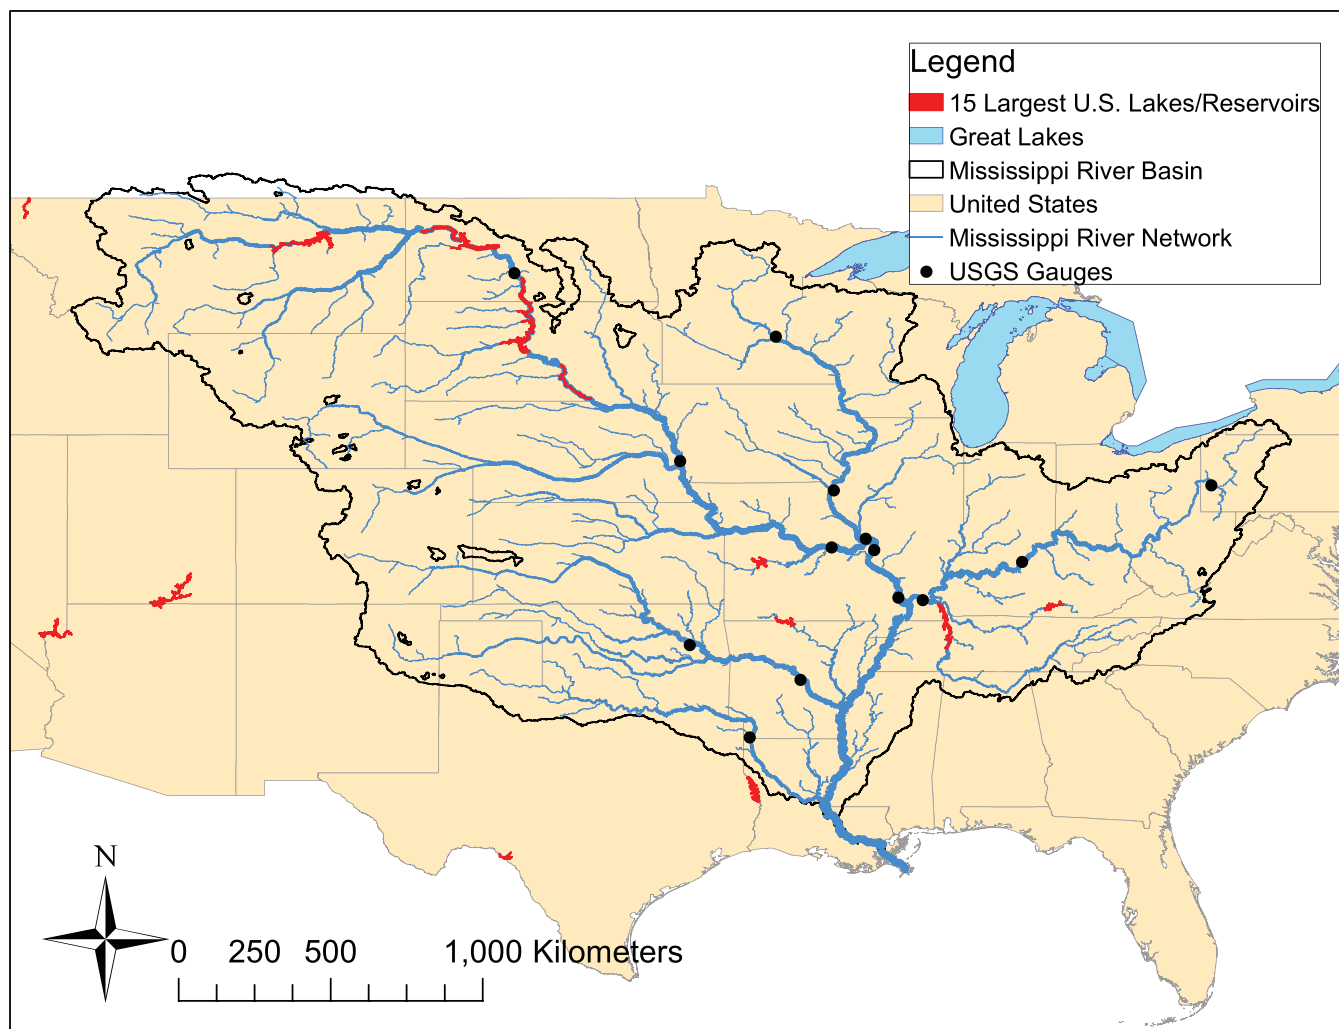 Legend
15 Largest U.S. Lakes/Reservoirs
Great Lakes
Mississippi River Basin
United States
Mississippi River Network
USGS Gauges
N
0 250 500 1,000 Kilometers